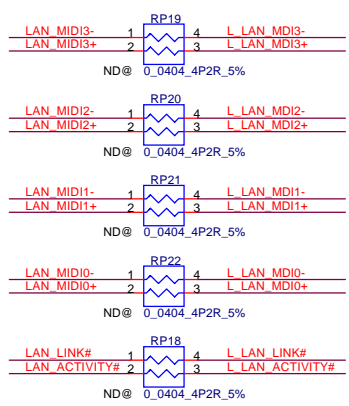 RP19
LAN_MIDI3- 1 4 L_LAN_MDI3-
LAN_MIDI3+ 2 3 L_LAN_MDI3+
ND@ 0_0404_4P2R_5%
RP20
LAN_MIDI2- 1 4 L_LAN_MDI2-
LAN_MIDI2+ 2 3 L_LAN_MDI2+
ND@ 0_0404_4P2R_5%
RP21
LAN_MIDI1- 1 4 L_LAN_MDI1-
LAN_MIDI1+ 2 3 L_LAN_MDI1+
ND@ 0_0404_4P2R_5%
RP22
LAN_MIDI0- 1 4 L_LAN_MDI0-
LAN_MIDI0+ 2 3 L_LAN_MDI0+
ND@ 0_0404_4P2R_5%
RP18
LAN_LINK# 1 4 L_LAN_LINK#
LAN_ACTIVITY# 2 3 L_LAN_ACTIVITY#
ND@ 0_0404_4P2R_5%